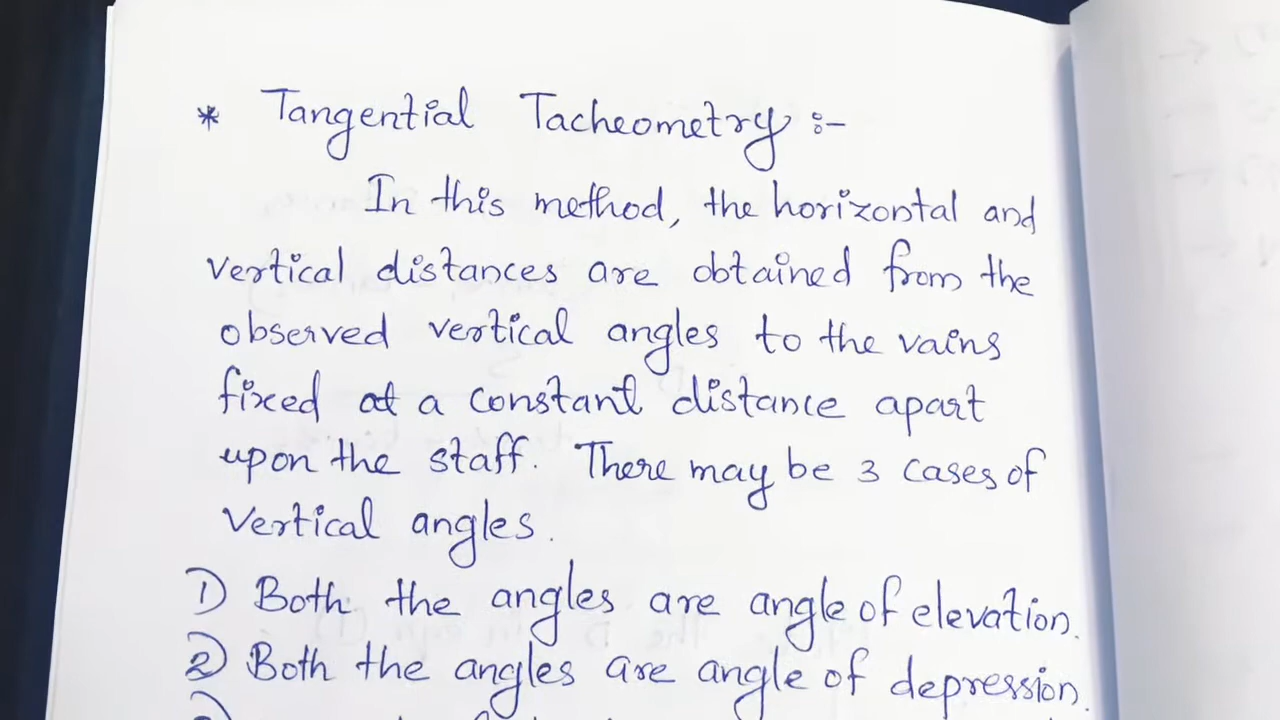 * Tangential Tacheometry :-
In this method, the horizontal and
vertical distances are obtained from the
observed vertical angles to the vains
fixed at a constant distance apart
upon the staff. There may be 3 cases of
Vertical angles.
1) Both the angles are angle of elevation.
2) Both the angles are angle of depression.